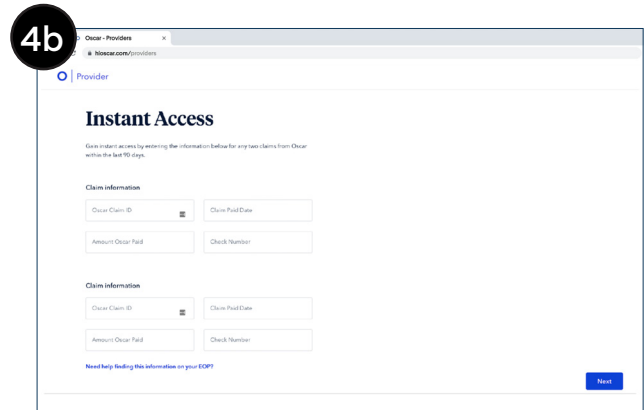 4b
Oscar - Providers ×
hioscar.com/providers
Provider
Instant Access
Gain instant access by entering the information below for any two claims from Oscar
within the last 90 days.
Claim information
Oscar Claim ID Claim Paid Date
Amount Oscar Paid Check Number
Claim information
Oscar Claim ID Claim Paid Date
Amount Oscar Paid Check Number
Need help finding this information on your EOP?
Next